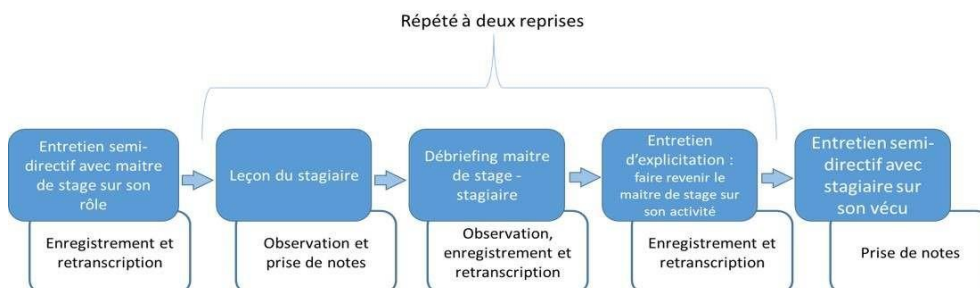 Répété à deux reprises
Entretien semi-
directif avec maitre
de stage sur son
rôle
Enregistrement et
retranscription
Leçon du stagiaire
Observation et
prise de notes
Débriefing maitre
de stage -
stagiaire
Observation,
enregistrement et
retranscription
Entretien
d'explicitation :
faire revenir le
maitre de stage sur
son activité
Enregistrement et
retranscription
Entretien semi-
directif avec
stagiaire sur
son vécu
Prise de notes